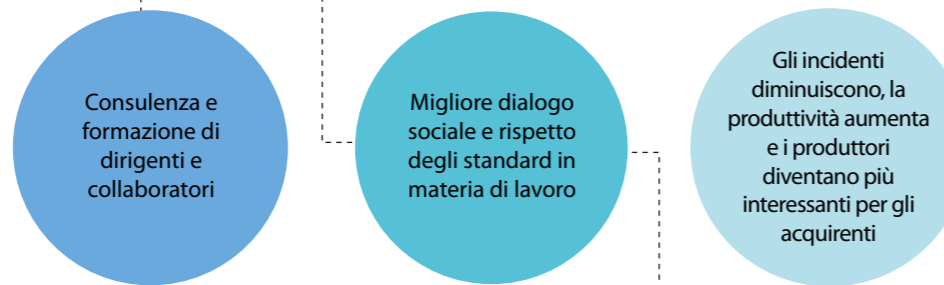 Consulenza e
formazione di
dirigenti e
collaboratori
Migliore dialogo
sociale e rispetto
degli standard in
materia di lavoro
Gli incidenti
diminuiscono, la
produttività aumenta
e i produttori
diventano più
interessanti per gli
acquirenti